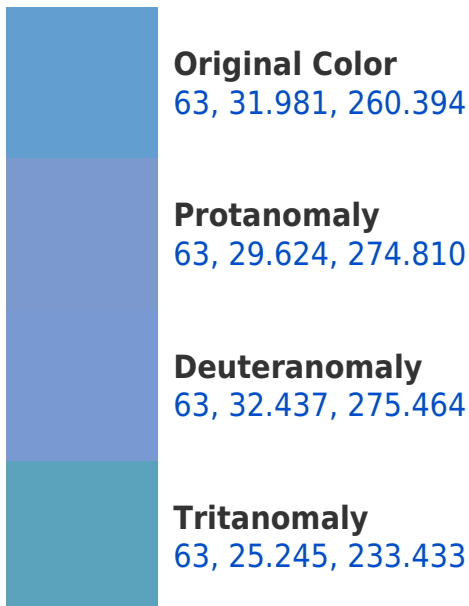 Original Color
63, 31.981, 260.394
Protanomaly
63, 29.624, 274.810
Deuteranomaly
63, 32.437, 275.464
Tritanomaly
63, 25.245, 233.433